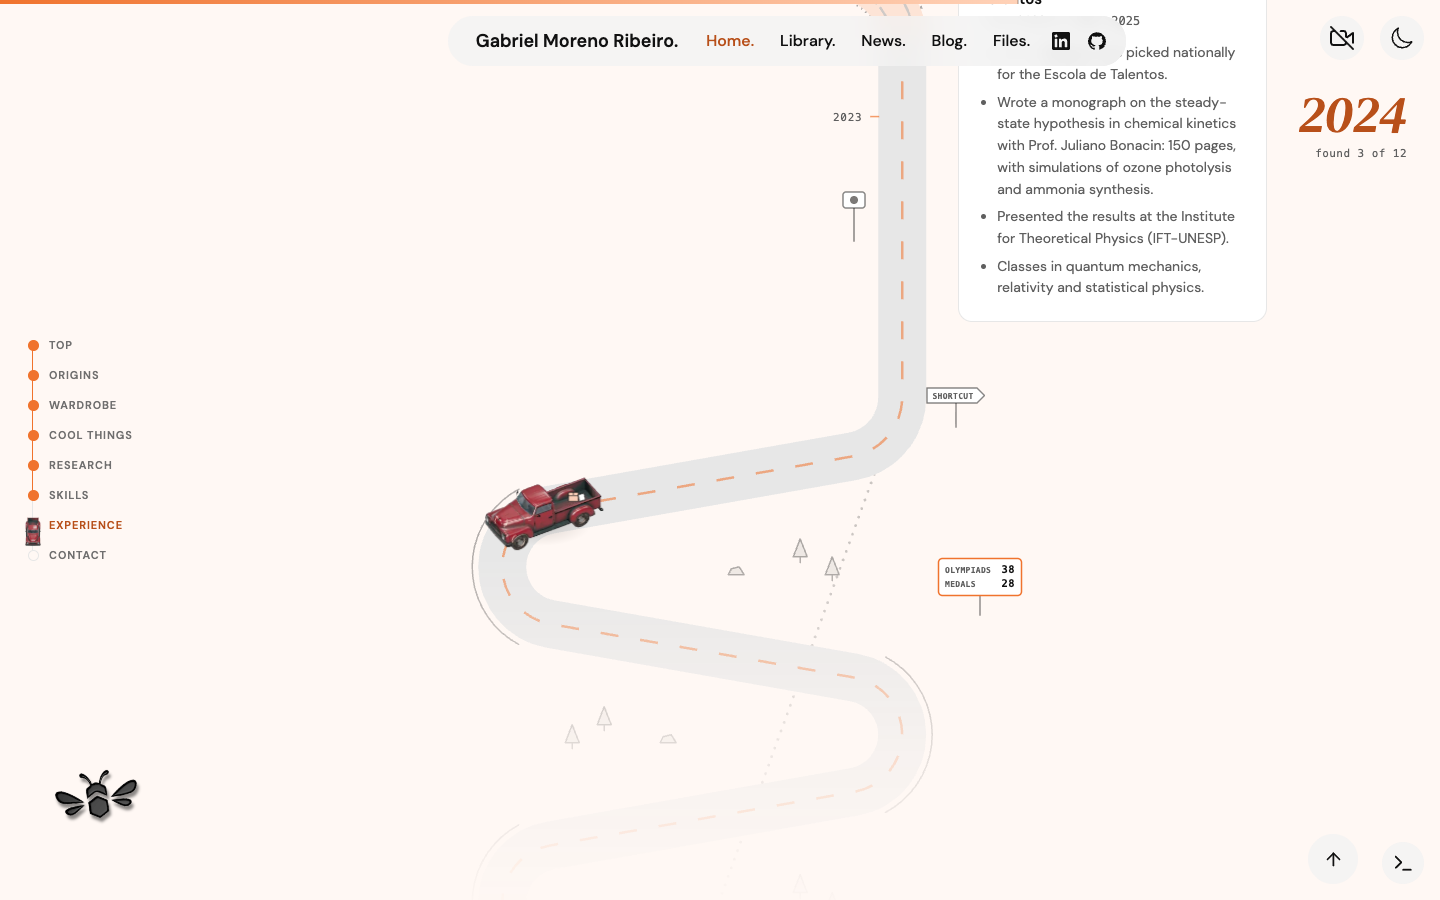 Gabriel Moreno Ribeiro.
Home.
Library.
News.
Blog.
Files.
2025
picked nationally
for the Escola de Talentos.
Wrote a monograph on the steady-
state hypothesis in chemical kinetics
with Prof. Juliano Bonacin: 150 pages,
with simulations of ozone photolysis
and ammonia synthesis.
Presented the results at the Institute
for Theoretical Physics (IFT-UNESP).
Classes in quantum mechanics,
relativity and statistical physics.
2024
found 3 of 12
2023
SHORTCUT
OLYMPIADS 38
MEDALS 28
TOP
ORIGINS
WARDROBE
COOL THINGS
RESEARCH
SKILLS
EXPERIENCE
CONTACT